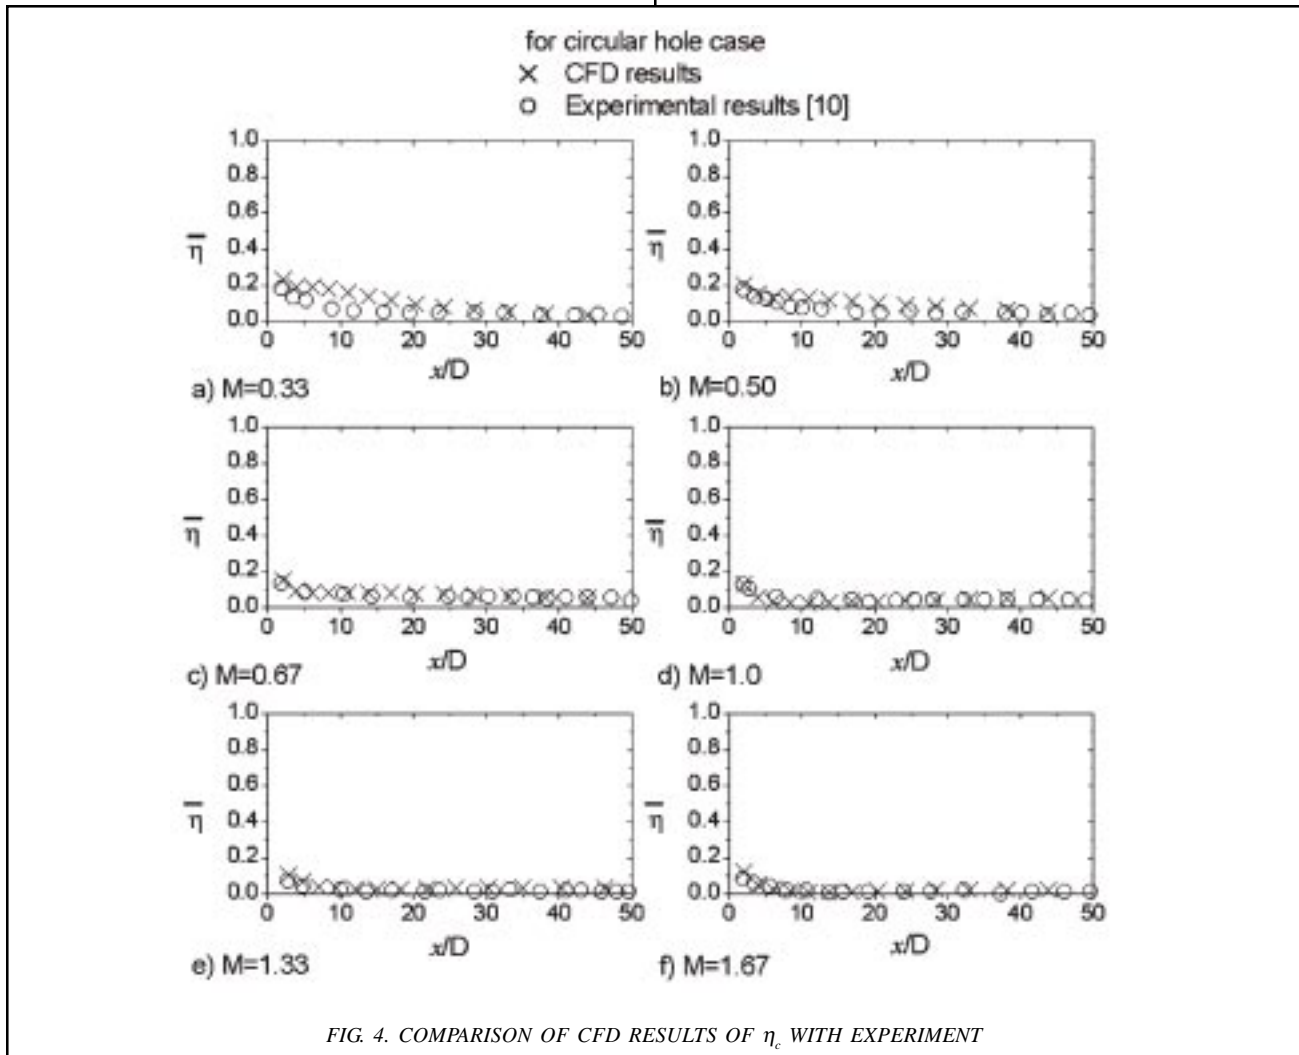 for circular hole case
× CFD results
○ Experimental results [10]
1.0
0.8
0.6
0.4
0.2
0.0
η̅
0 10 20 30 40 50
x/D
a) M=0.33
1.0
0.8
0.6
0.4
0.2
0.0
η̅
0 10 20 30 40 50
x/D
b) M=0.50
1.0
0.8
0.6
0.4
0.2
0.0
η̅
0 10 20 30 40 50
x/D
c) M=0.67
1.0
0.8
0.6
0.4
0.2
0.0
η̅
0 10 20 30 40 50
x/D
d) M=1.0
1.0
0.8
0.6
0.4
0.2
0.0
η̅
0 10 20 30 40 50
x/D
e) M=1.33
1.0
0.8
0.6
0.4
0.2
0.0
η̅
0 10 20 30 40 50
x/D
f) M=1.67
FIG. 4. COMPARISON OF CFD RESULTS OF η_c WITH EXPERIMENT